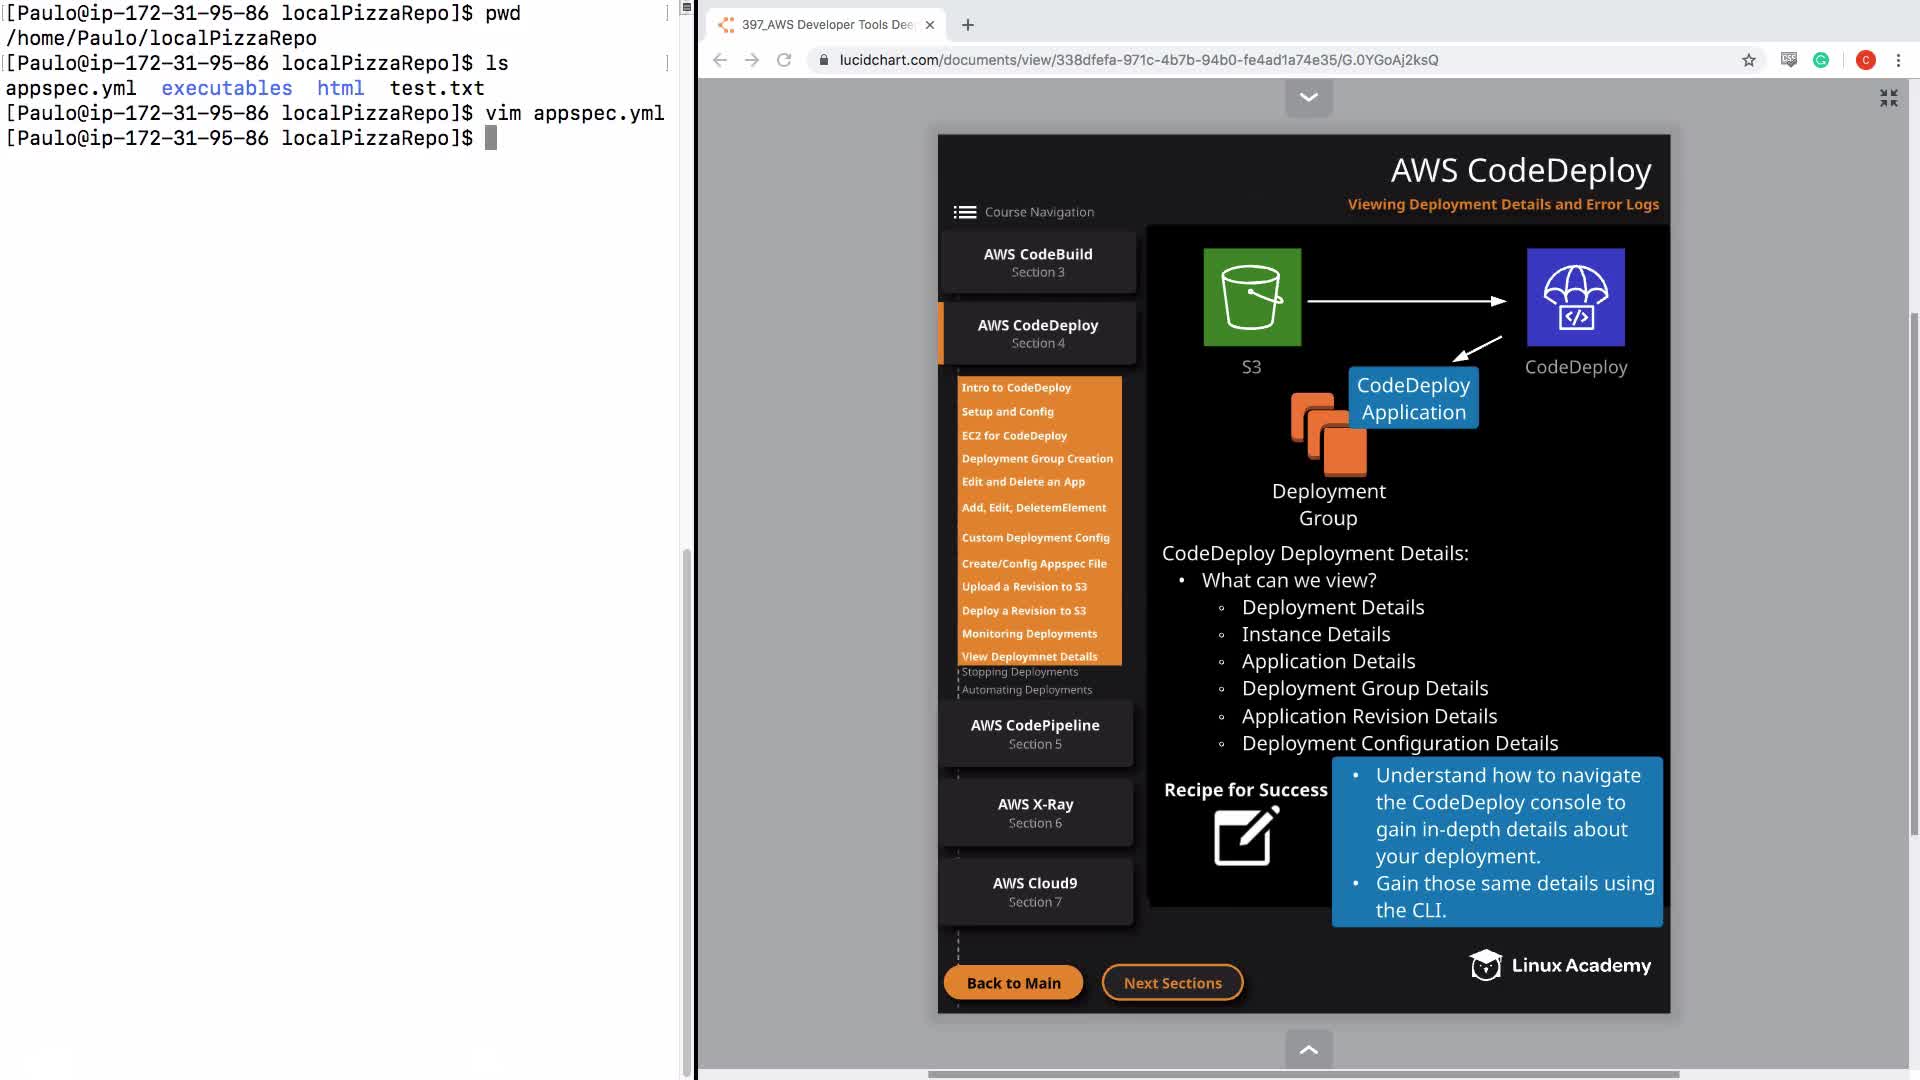 [Paulo@ip-172-31-95-86 localPizzaRepo]$ pwd
/home/Paulo/localPizzaRepo
[Paulo@ip-172-31-95-86 localPizzaRepo]$ ls
appspec.yml executables html test.txt
[Paulo@ip-172-31-95-86 localPizzaRepo]$ vim appspec.yml
[Paulo@ip-172-31-95-86 localPizzaRepo]$
397_AWS Developer Tools Dee
lucidchart.com/documents/view/338dfefa-971c-4b7b-94b0-fe4ad1a74e35/G.0YGoAj2ksQ
C
AWS CodeDeploy
Viewing Deployment Details and Error Logs
Course Navigation
AWS CodeBuild
Section 3
AWS CodeDeploy
Section 4
Intro to CodeDeploy
Setup and Config
EC2 for CodeDeploy
Deployment Group Creation
Edit and Delete an App
Add, Edit, DeletemElement
Custom Deployment Config
Create/Config Appspec File
Upload a Revision to S3
Deploy a Revision to S3
Monitoring Deployments
View Deploymnet Details
Stopping Deployments
Automating Deployments
AWS CodePipeline
Section 5
AWS X-Ray
Section 6
AWS Cloud9
Section 7
Back to Main
Next Sections
S3
CodeDeploy
CodeDeploy
Application
Deployment
Group
CodeDeploy Deployment Details:
• What can we view?
◦ Deployment Details
◦ Instance Details
◦ Application Details
◦ Deployment Group Details
◦ Application Revision Details
◦ Deployment Configuration Details
Recipe for Success
• Understand how to navigate
the CodeDeploy console to
gain in-depth details about
your deployment.
• Gain those same details using
the CLI.
Linux Academy